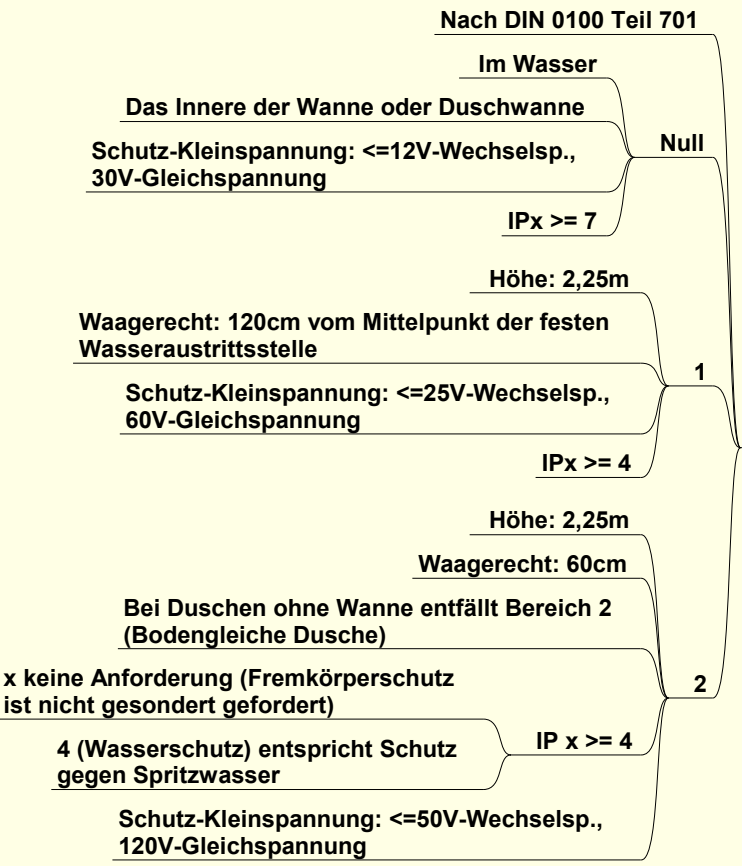 Nach DIN 0100 Teil 701
Im Wasser
Das Innere der Wanne oder Duschwanne
Schutz-Kleinspannung: <=12V-Wechselsp.,
30V-Gleichspannung
IPx >= 7
Null
Höhe: 2,25m
Waagerecht: 120cm vom Mittelpunkt der festen
Wasseraustrittsstelle
Schutz-Kleinspannung: <=25V-Wechselsp.,
60V-Gleichspannung
IPx >= 4
1
Höhe: 2,25m
Waagerecht: 60cm
Bei Duschen ohne Wanne entfällt Bereich 2
(Bodengleiche Dusche)
x keine Anforderung (Fremkörperschutz
ist nicht gesondert gefordert)
4 (Wasserschutz) entspricht Schutz
gegen Spritzwasser
IP x >= 4
Schutz-Kleinspannung: <=50V-Wechselsp.,
120V-Gleichspannung
2